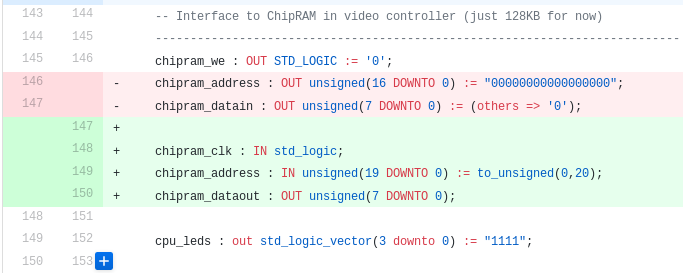 143 144 -- Interface to ChipRAM in video controller (just 128KB for now)
144 145 ---------------------------------------------------------------------------
145 146 chipram_we : OUT STD_LOGIC := '0';
146 - chipram_address : OUT unsigned(16 DOWNTO 0) := "00000000000000000";
147 - chipram_datain : OUT unsigned(7 DOWNTO 0) := (others => '0');
147 +
148 + chipram_clk : IN std_logic;
149 + chipram_address : IN unsigned(19 DOWNTO 0) := to_unsigned(0,20);
150 + chipram_dataout : OUT unsigned(7 DOWNTO 0);
148 151
149 152 cpu_leds : out std_logic_vector(3 downto 0) := "1111";
150 153 +